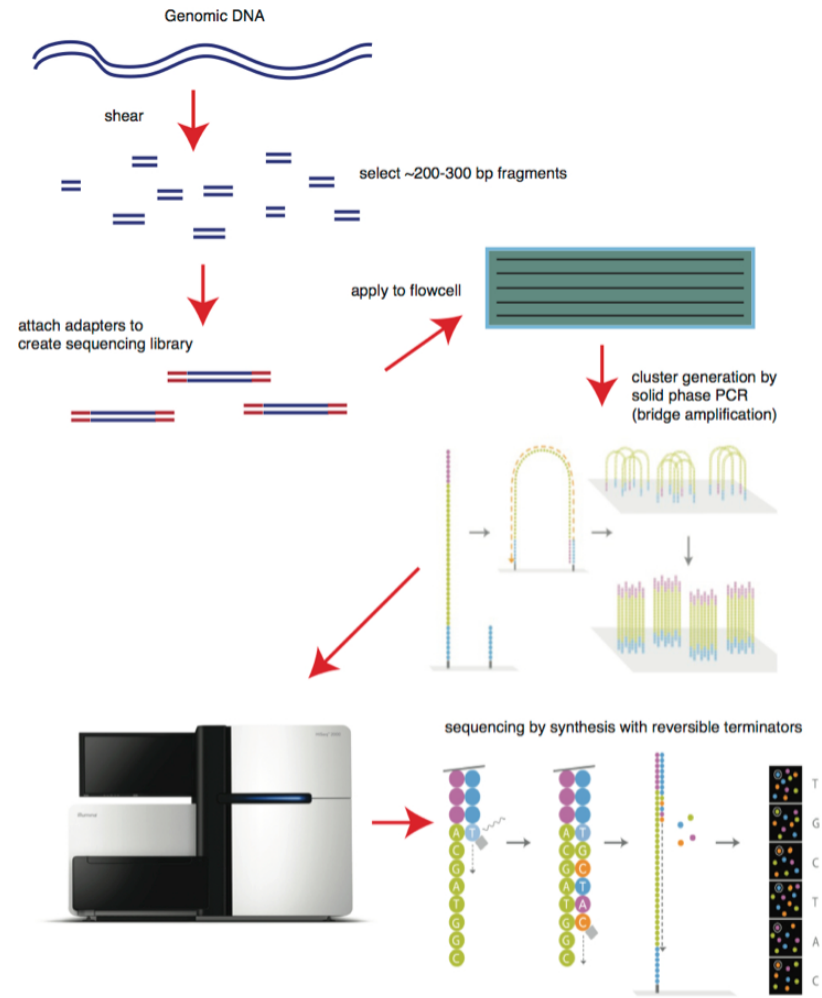 Genomic DNA
shear
select ~200-300 bp fragments
apply to flowcell
attach adapters to
create sequencing library
cluster generation by
solid phase PCR
(bridge amplification)
sequencing by synthesis with reversible terminators
A T
C
G
A
T
G
G
C
A T
C G
G C
A T
T A
G C
G
C
T
G
C
T
A
C